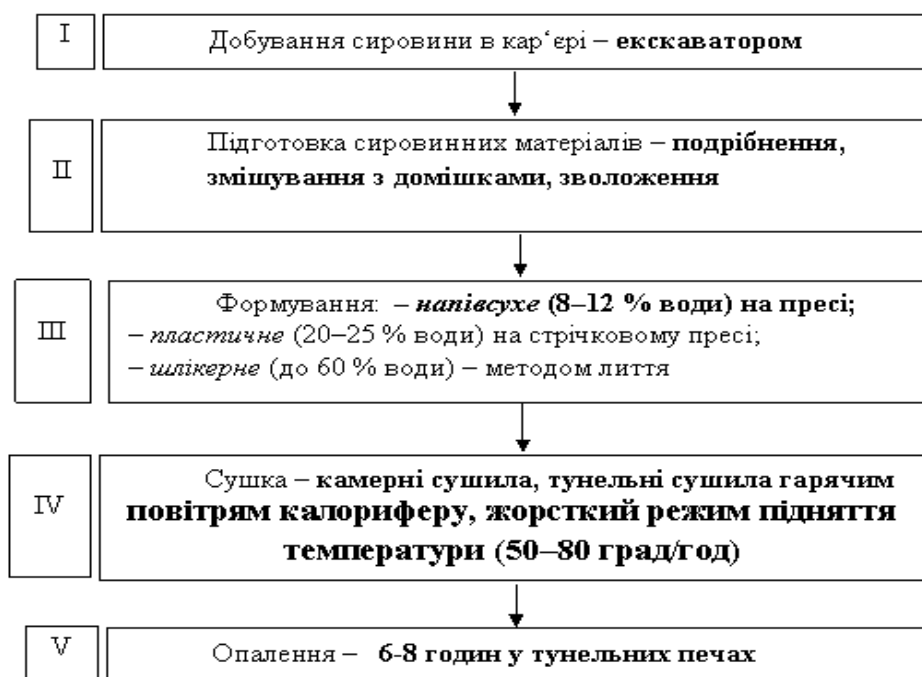 I
Добування сировини в кар‘єрі – екскаватором
II
Підготовка сировинних матеріалів – подрібнення,
змішування з домішками, зволоження
III
Формування: – напівсухе (8–12 % води) на пресі;
– пластичне (20–25 % води) на стрічковому пресі;
– шлікерне (до 60 % води) – методом лиття
IV
Сушка – камерні сушила, тунельні сушила гарячим
повітрям калориферу, жорсткий режим підняття
температури (50–80 град/год)
V
Опалення – 6-8 годин у тунельних печах